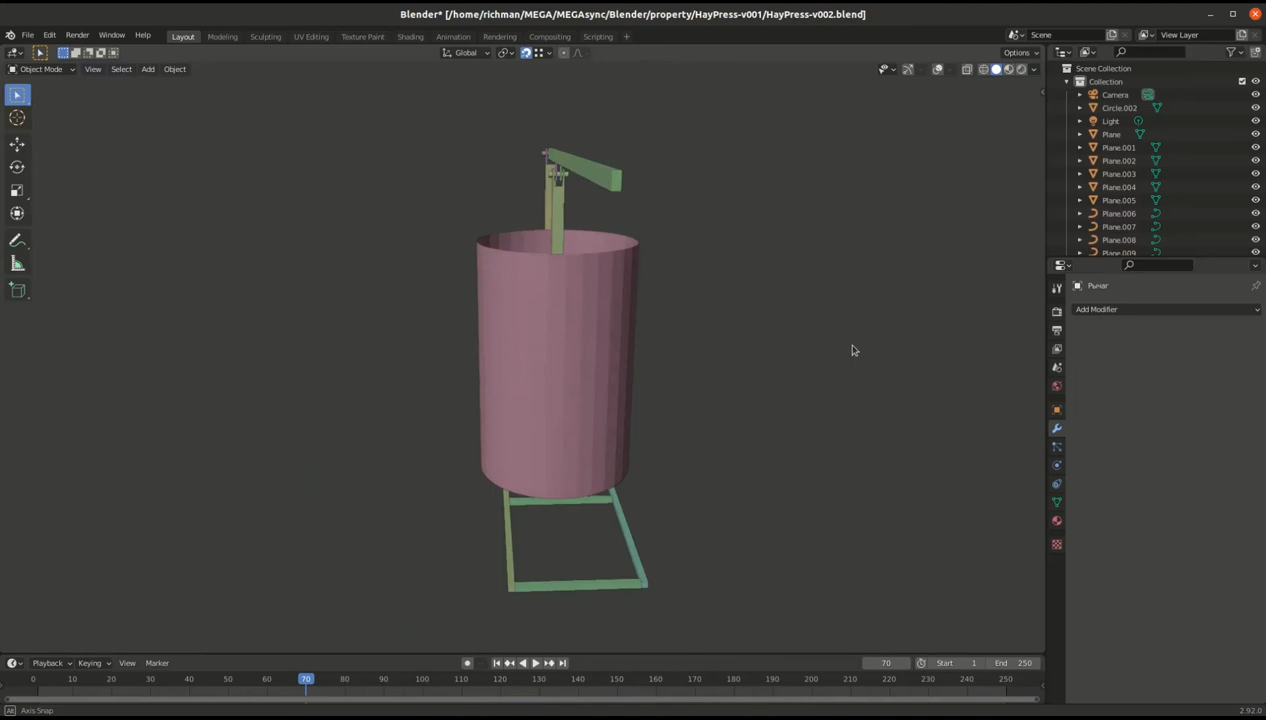 Blender* [/home/richman/MEGA/MEGAsync/Blender/property/HayPress-v001/HayPress-v002.blend]
File Edit Render Window Help Layout Modeling Sculpting UV Editing Texture Paint Shading Animation Rendering Compositing Scripting + Scene View Layer
Global Options
Object Mode View Select Add Object
Scene Collection
Collection
Camera
Circle.002
Light
Plane
Plane.001
Plane.002
Plane.003
Plane.004
Plane.005
Plane.006
Plane.007
Plane.008
Plane.009
Рычаг
Add Modifier
Playback Keying View Marker 70 Start 1 End 250
0 10 20 30 40 50 60 70 80 90 100 110 120 130 140 150 160 170 180 190 200 210 220 230 240 250
Alt Axis Snap 2.92.0